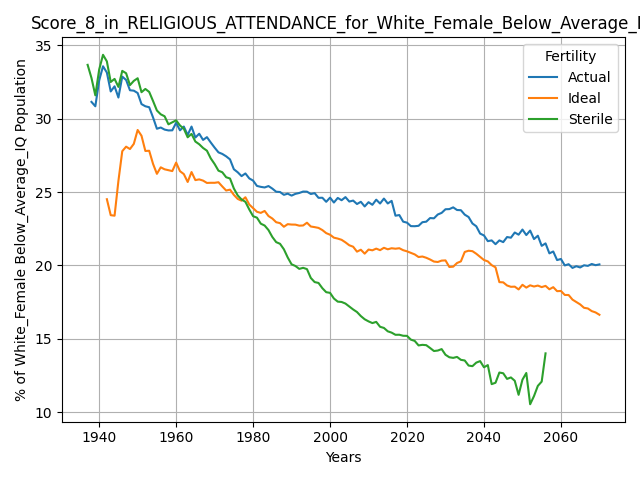 Score_8_in_RELIGIOUS_ATTENDANCE_for_White_Female_Below_Average_I
% of White_Female Below_Average_IQ Population
35
30
25
20
15
10
Fertility
Actual
Ideal
Sterile
1940
1960
1980
2000
2020
2040
2060
Years